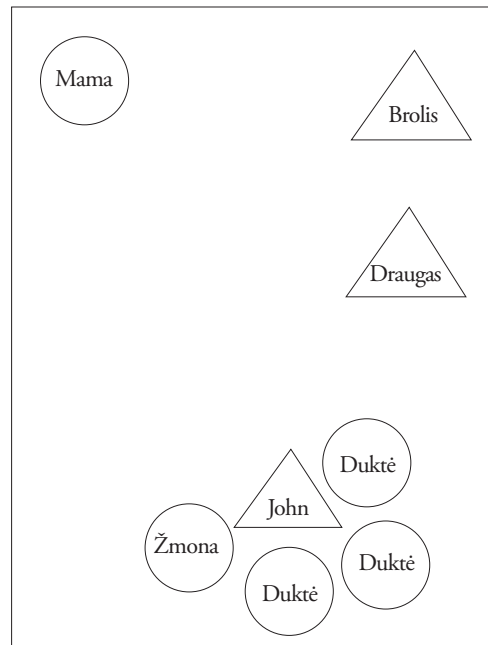 Mama
Brolis
Draugas
Duktė
John
Žmona
Duktė
Duktė